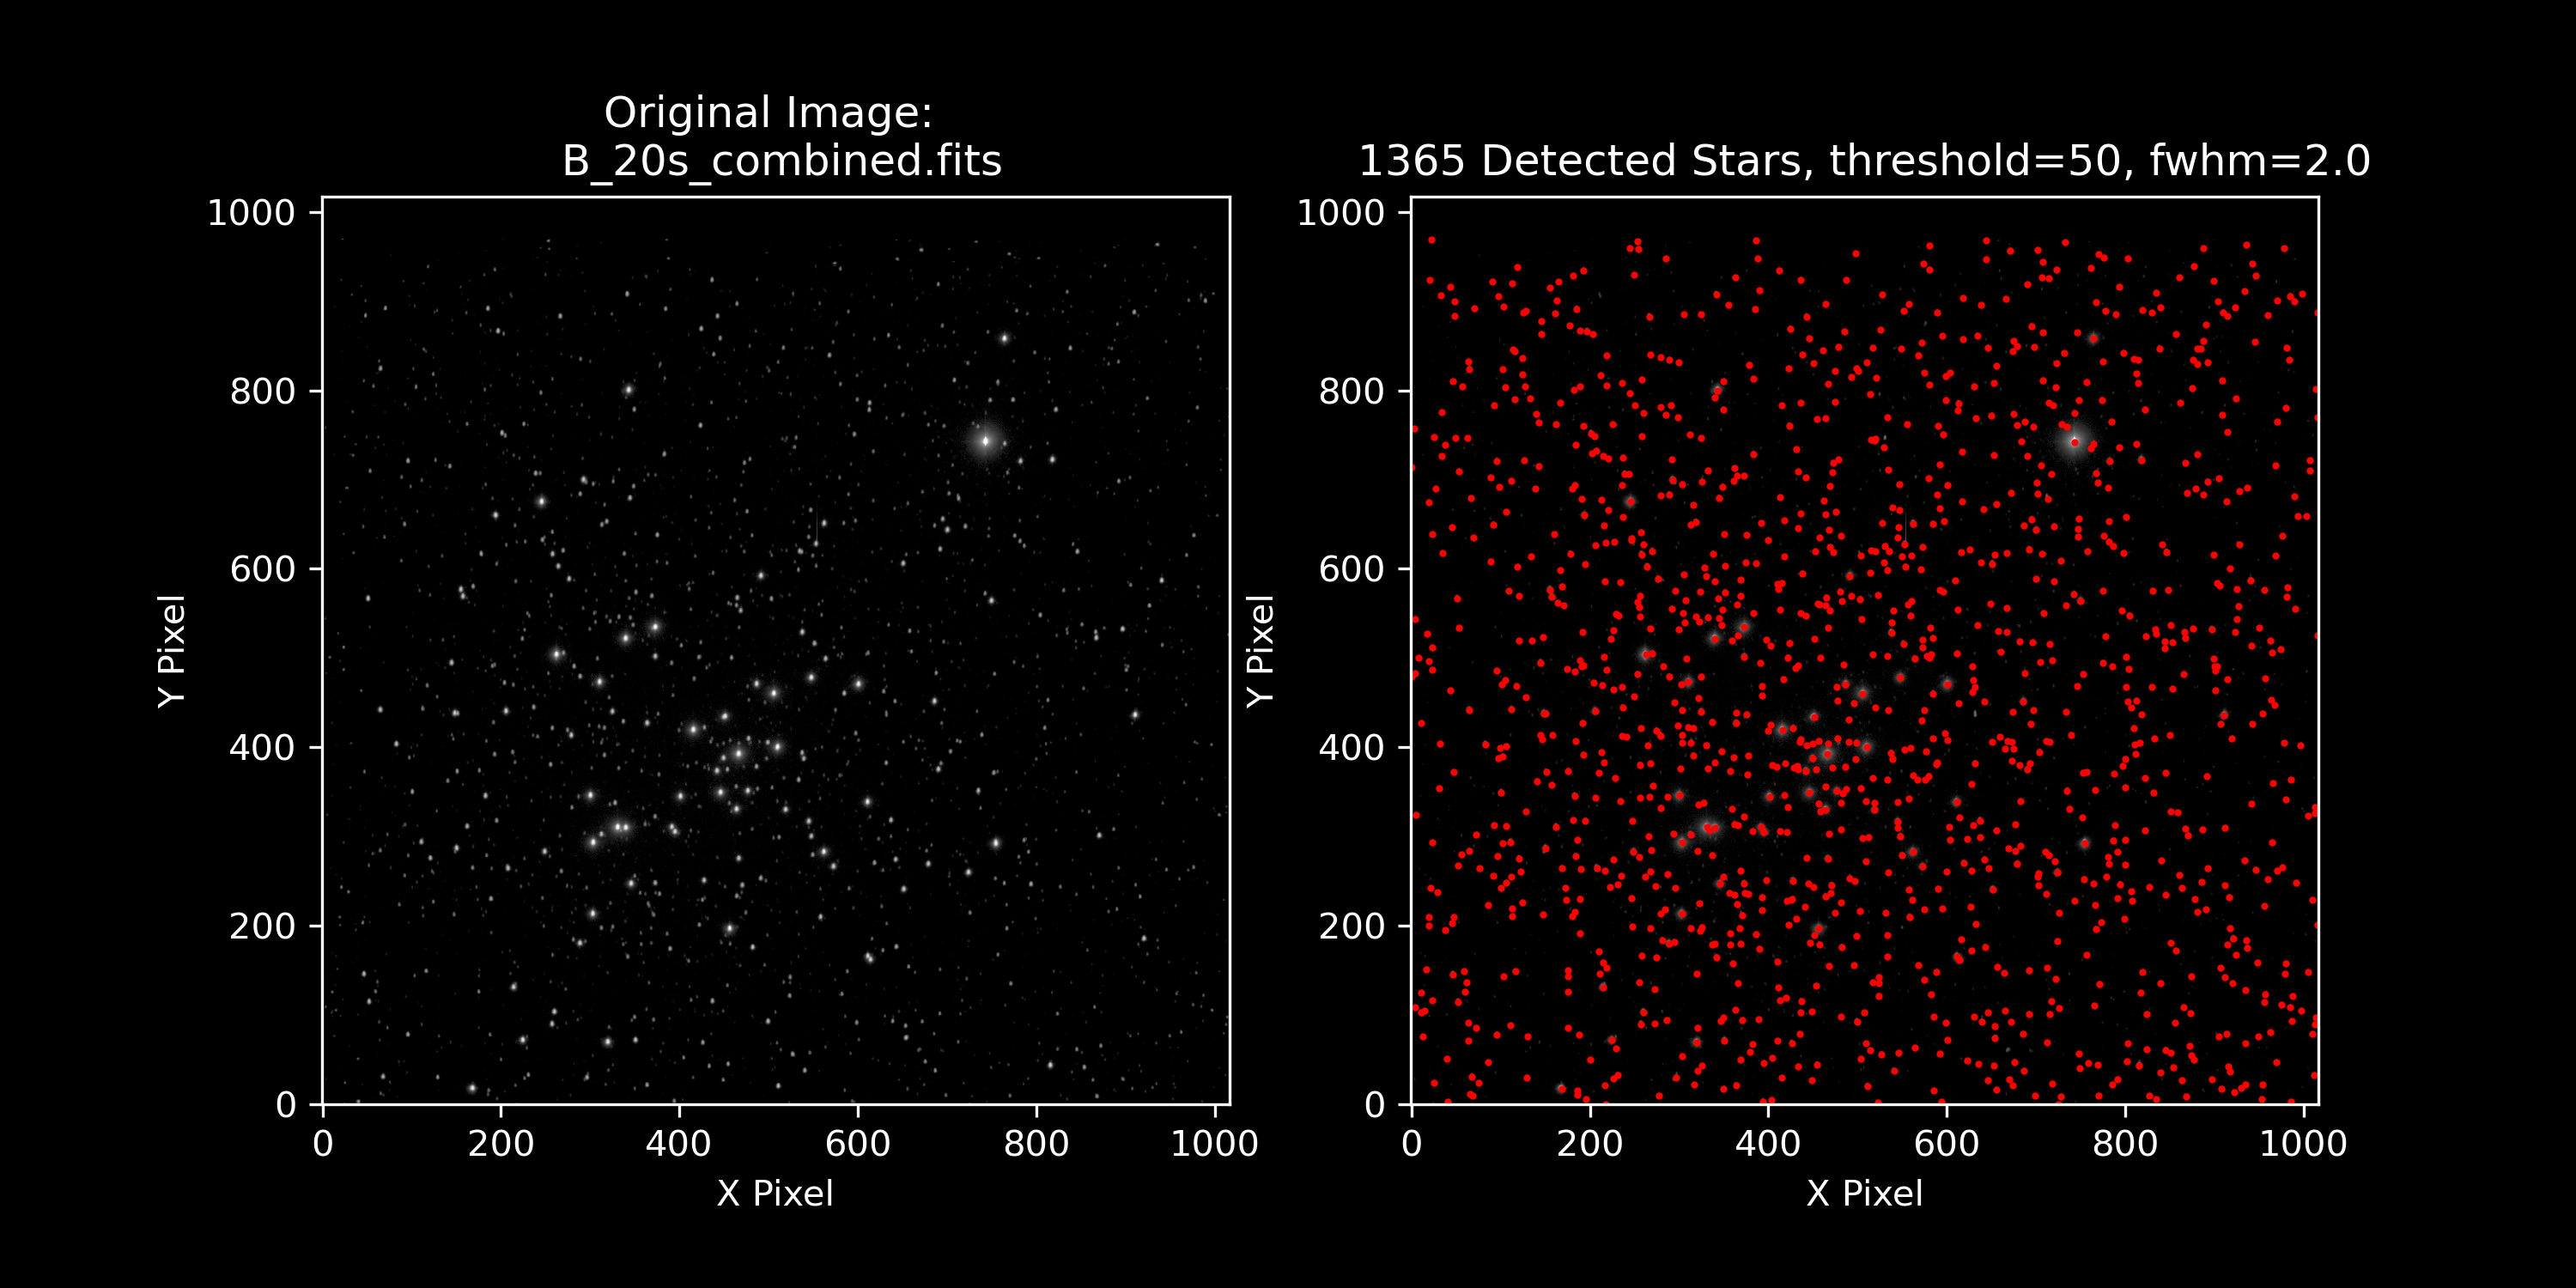 Original Image:
B_20s_combined.fits
1000
800
600
400
200
0
Y Pixel
0 200 400 600 800 1000
X Pixel
1365 Detected Stars, threshold=50, fwhm=2.0
1000
800
600
400
200
0
Y Pixel
0 200 400 600 800 1000
X Pixel